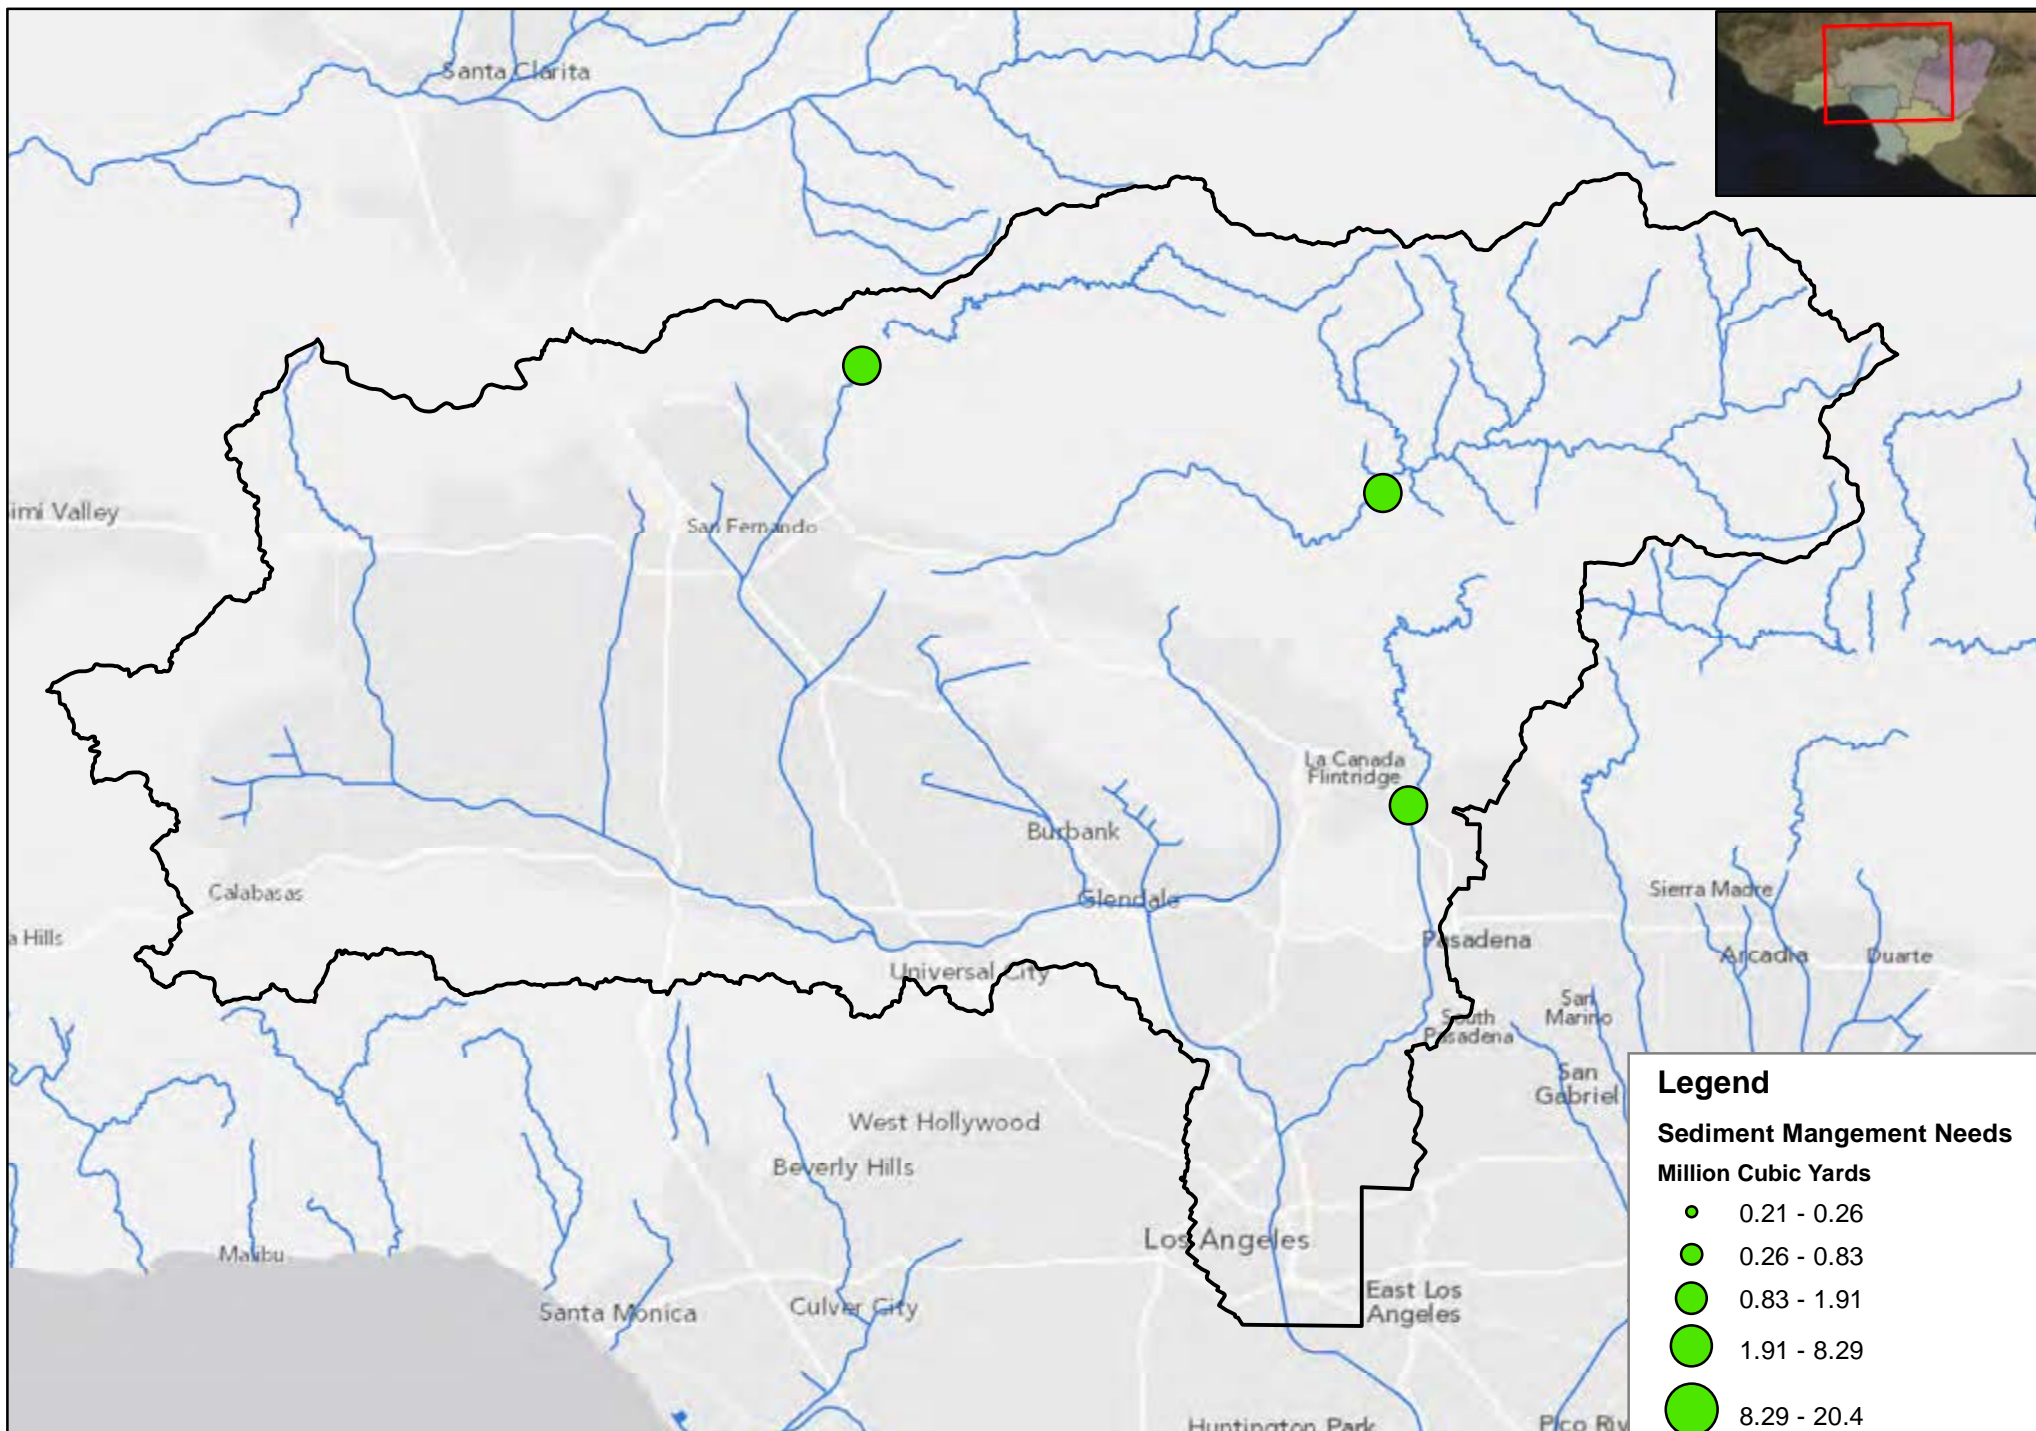 Santa Clarita
imi Valley
San Fernando
La Canada
Flintridge
Burbank
Calabasas
Glendale
Sierra Madre
a Hills
Pasadena
Arcadia
Duarte
Universal City
San
Marino
South
Pasadena
San
Gabriel
West Hollywood
Beverly Hills
Los Angeles
Malibu
East Los
Angeles
Santa Monica
Culver City
Huntington Park
Pico Riv
Legend
Sediment Mangement Needs
Million Cubic Yards
0.21 - 0.26
0.26 - 0.83
0.83 - 1.91
1.91 - 8.29
8.29 - 20.4